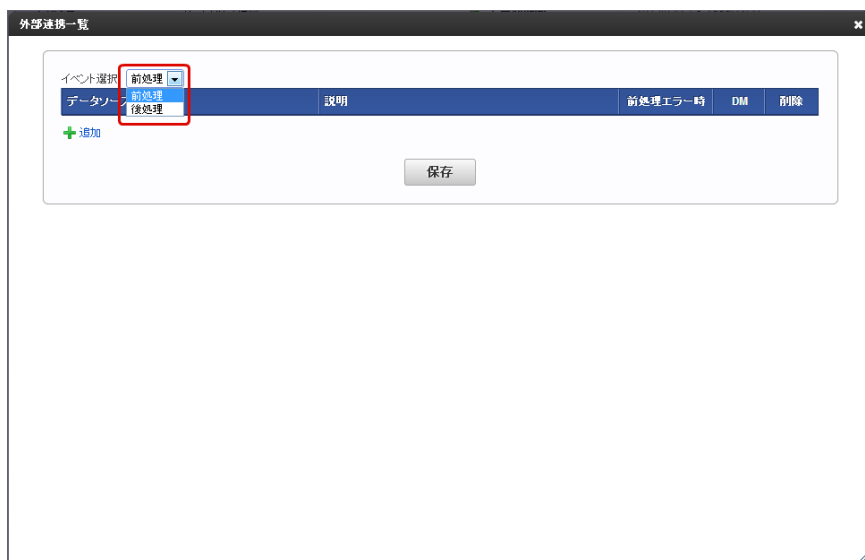 外部連携一覧
イベント選択 前処理
前処理
後処理
データソース 説明 前処理エラー時 DM 削除
追加
保存